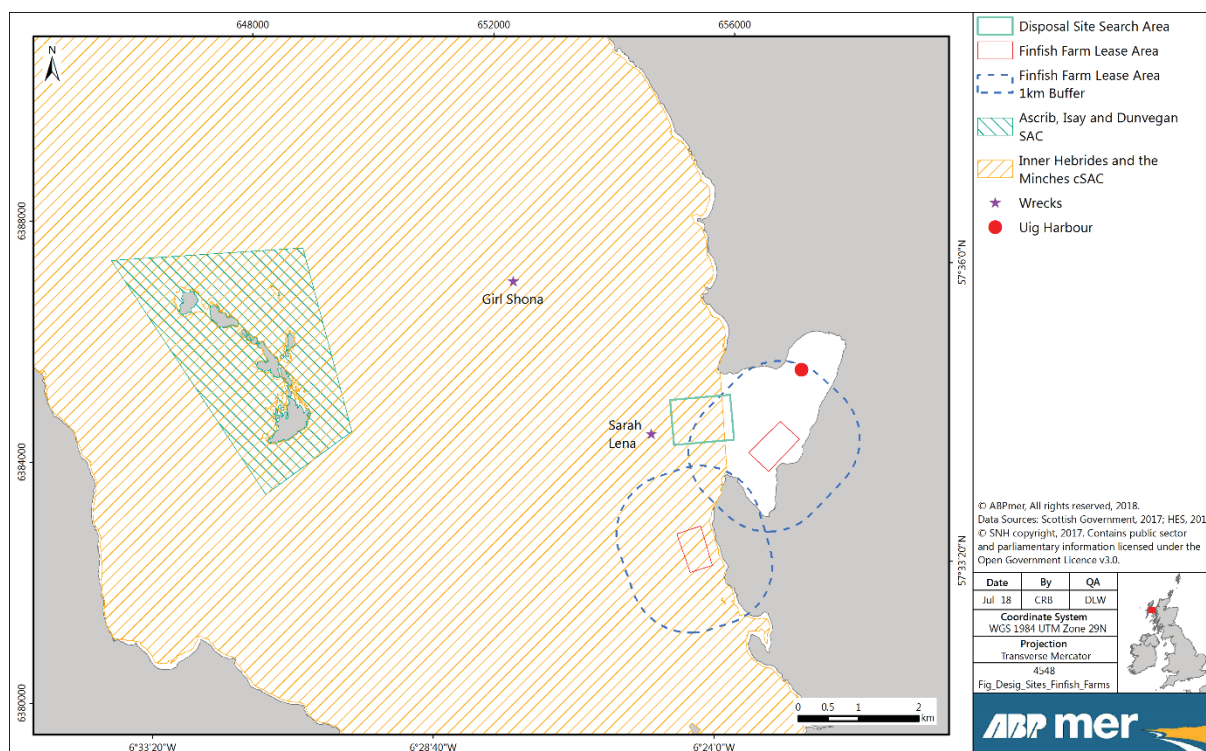 648000
652000
656000
N
6388000
6384000
6380000
57°36'0"N
57°33'20"N
6°33'20"W
6°28'40"W
6°24'0"W
Girl Shona
Sarah
Lena
0 0.5 1 2
km
Disposal Site Search Area
Finfish Farm Lease Area
Finfish Farm Lease Area
1km Buffer
Ascrib, Isay and Dunvegan
SAC
Inner Hebrides and the
Minches cSAC
Wrecks
Uig Harbour
© ABPmer, All rights reserved, 2018.
Data Sources: Scottish Government, 2017; HES, 201
© SNH copyright, 2017. Contains public sector
and parliamentary information licensed under the
Open Government Licence v3.0.
Date By QA
Jul 18 CRB DLW
Coordinate System
WGS 1984 UTM Zone 29N
Projection
Transverse Mercator
4548
Fig_Desig_Sites_Finfish_Farms
ABPmer